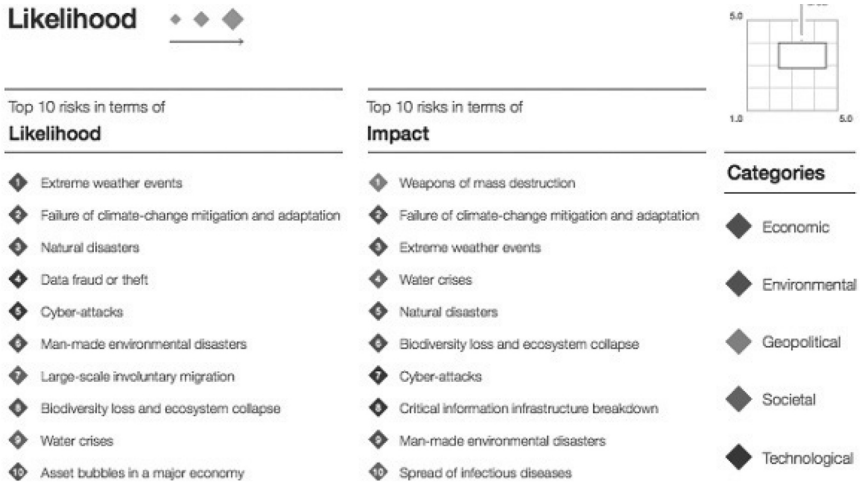 Likelihood
5.0
1.0
5.0
Top 10 risks in terms of
Likelihood
1 Extreme weather events
2 Failure of climate-change mitigation and adaptation
3 Natural disasters
4 Data fraud or theft
5 Cyber-attacks
6 Man-made environmental disasters
7 Large-scale involuntary migration
8 Biodiversity loss and ecosystem collapse
9 Water crises
10 Asset bubbles in a major economy
Top 10 risks in terms of
Impact
1 Weapons of mass destruction
2 Failure of climate-change mitigation and adaptation
3 Extreme weather events
4 Water crises
5 Natural disasters
6 Biodiversity loss and ecosystem collapse
7 Cyber-attacks
8 Critical information infrastructure breakdown
9 Man-made environmental disasters
10 Spread of infectious diseases
Categories
Economic
Environmental
Geopolitical
Societal
Technological